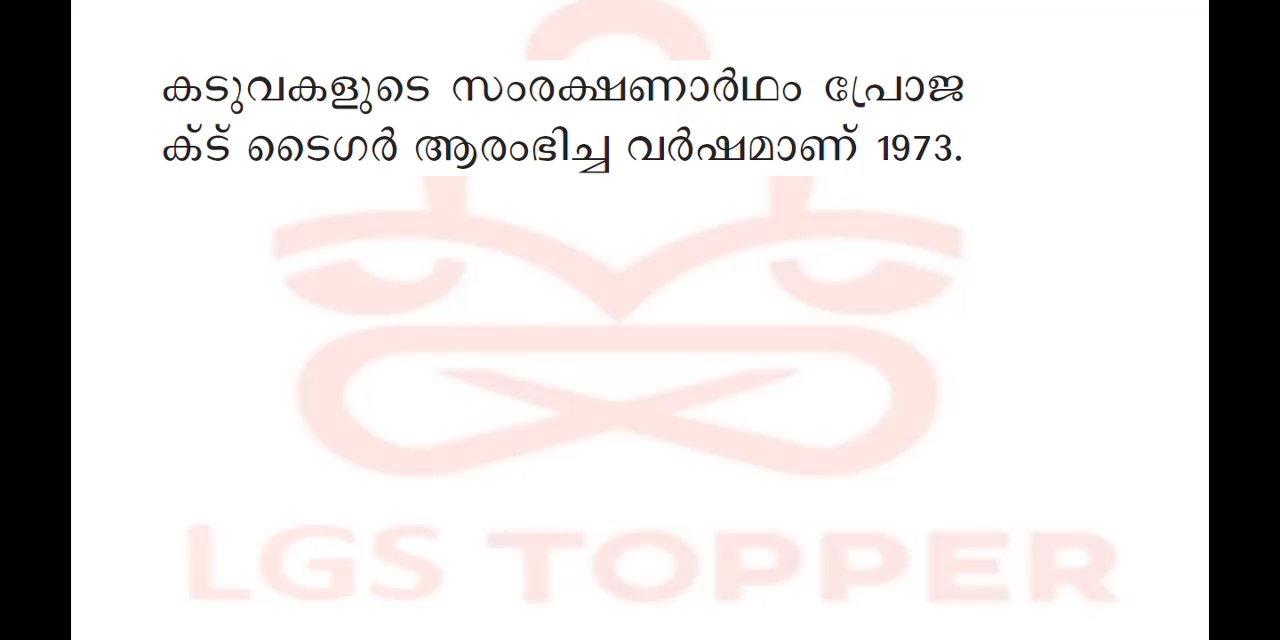 കടുവകളുടെ സംരക്ഷണാർഥം പ്രോജ
ക്ട് ടൈഗർ ആരംഭിച്ച വർഷമാണ് 1973.
LGS TOPPER